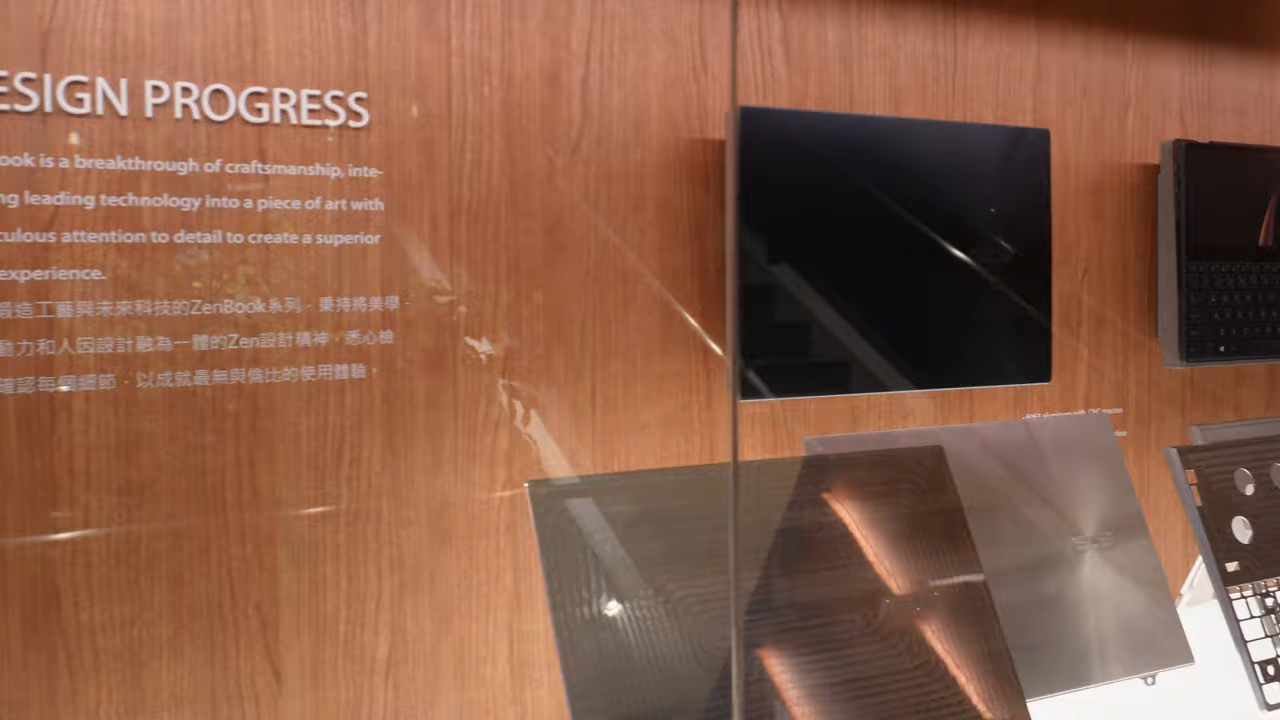 ESIGN PROGRESS
ook is a breakthrough of craftsmanship, inte-
ng leading technology into a piece of art with
culous attention to detail to create a superior
experience.
鍛造工藝與未來科技的ZenBook系列，秉持將美學、
動力和人因設計融為一體的Zen設計精神，悉心檢
確認每個細節，以成就最無與倫比的使用體驗。